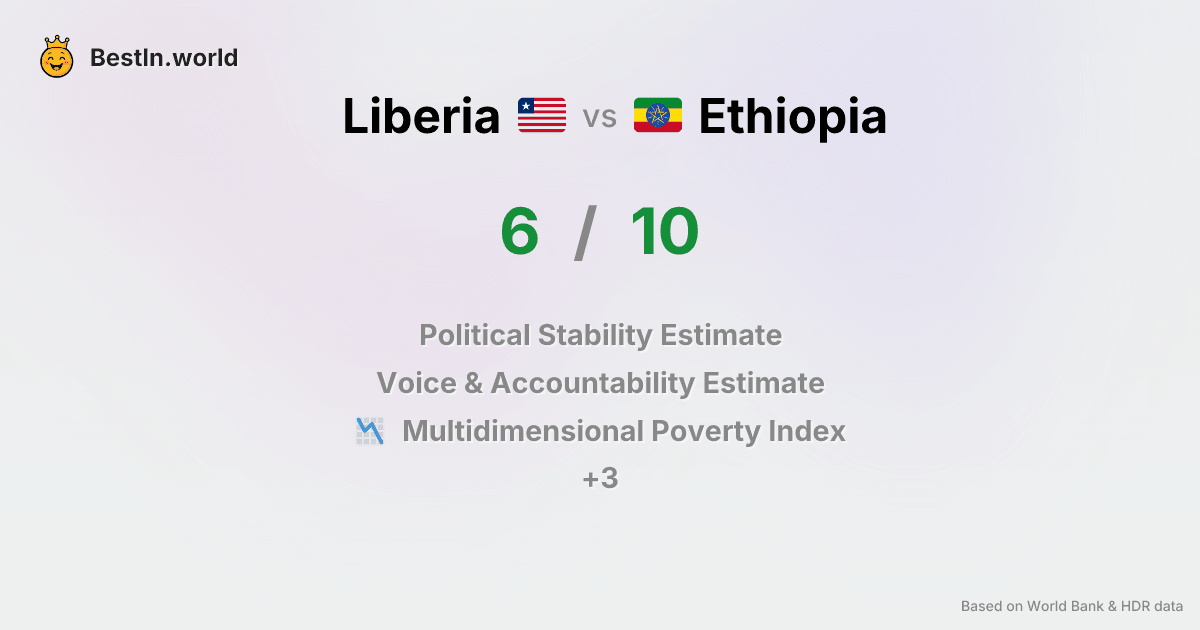 BestIn.world
Liberia vs Ethiopia
6 / 10
Political Stability Estimate
Voice & Accountability Estimate
Multidimensional Poverty Index
+3
Based on World Bank & HDR data